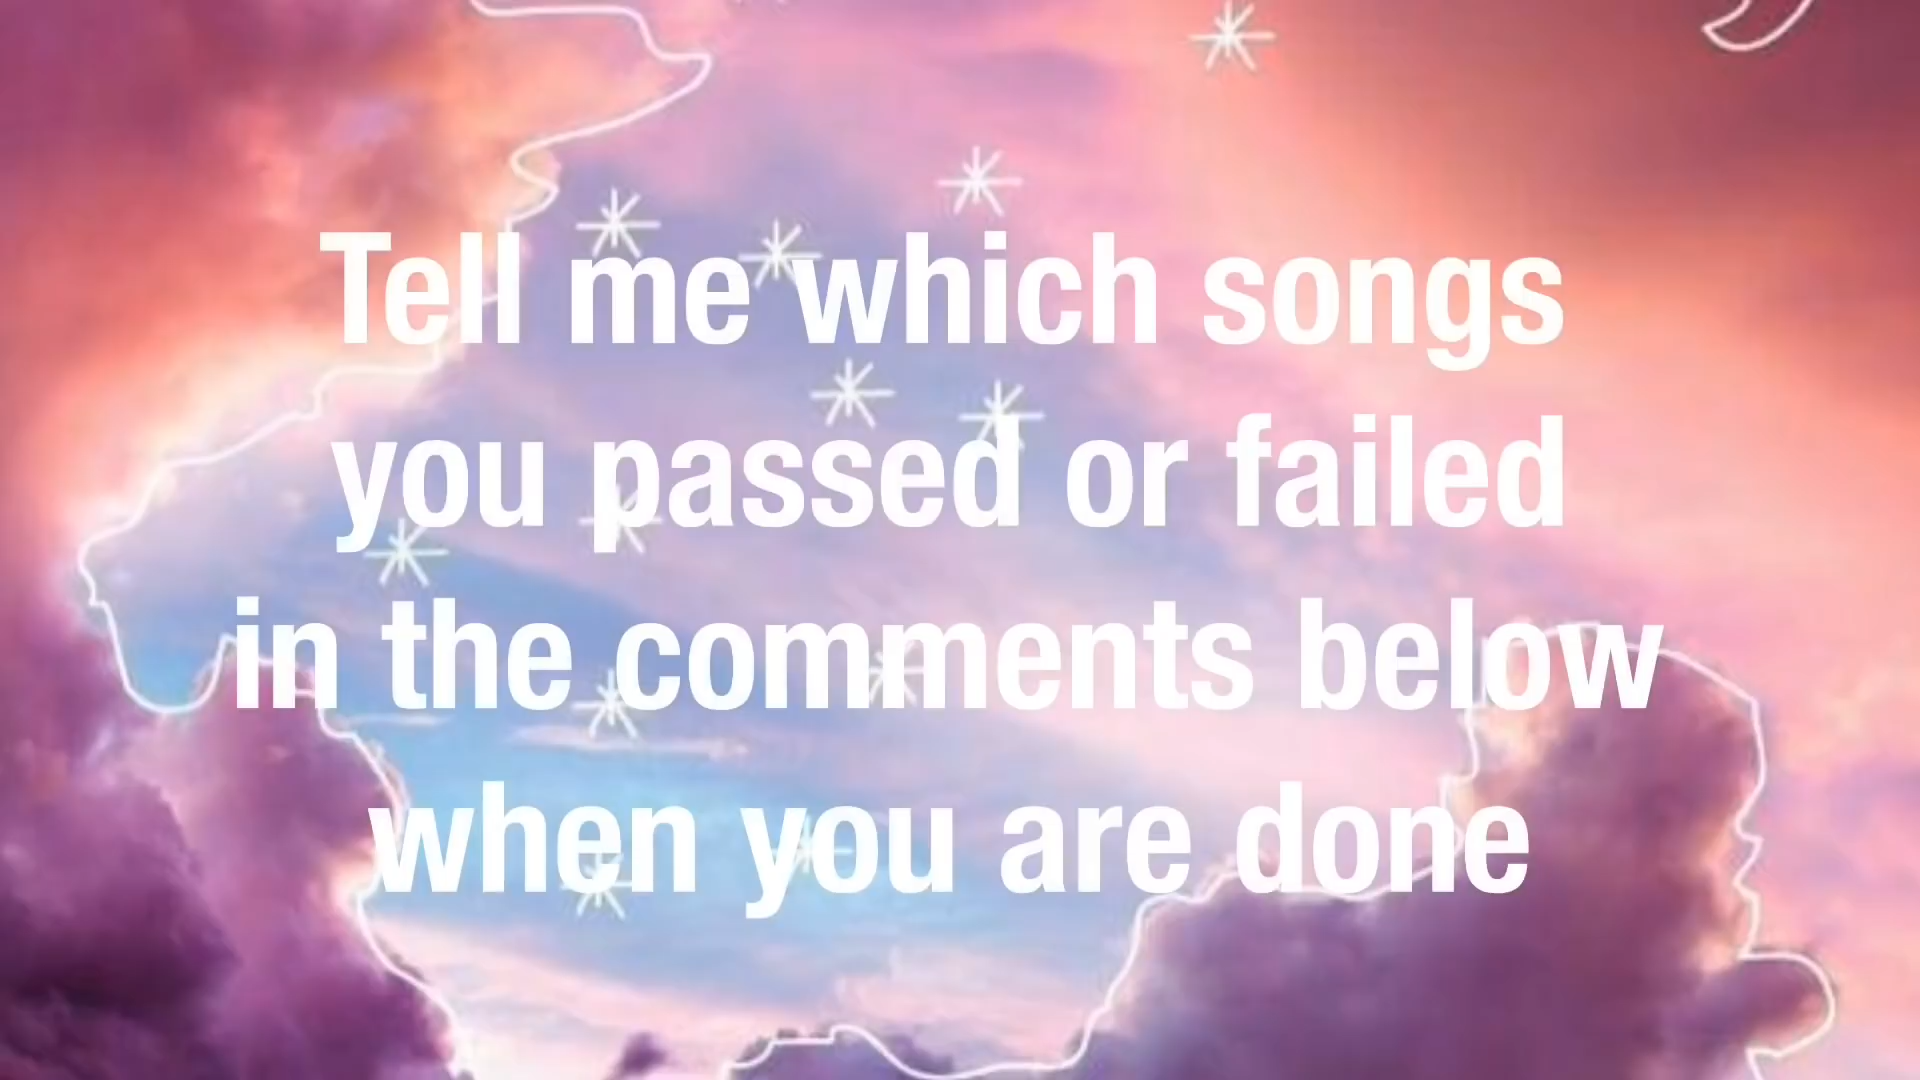 Tell me which songs
you passed or failed
in the comments below
when you are done